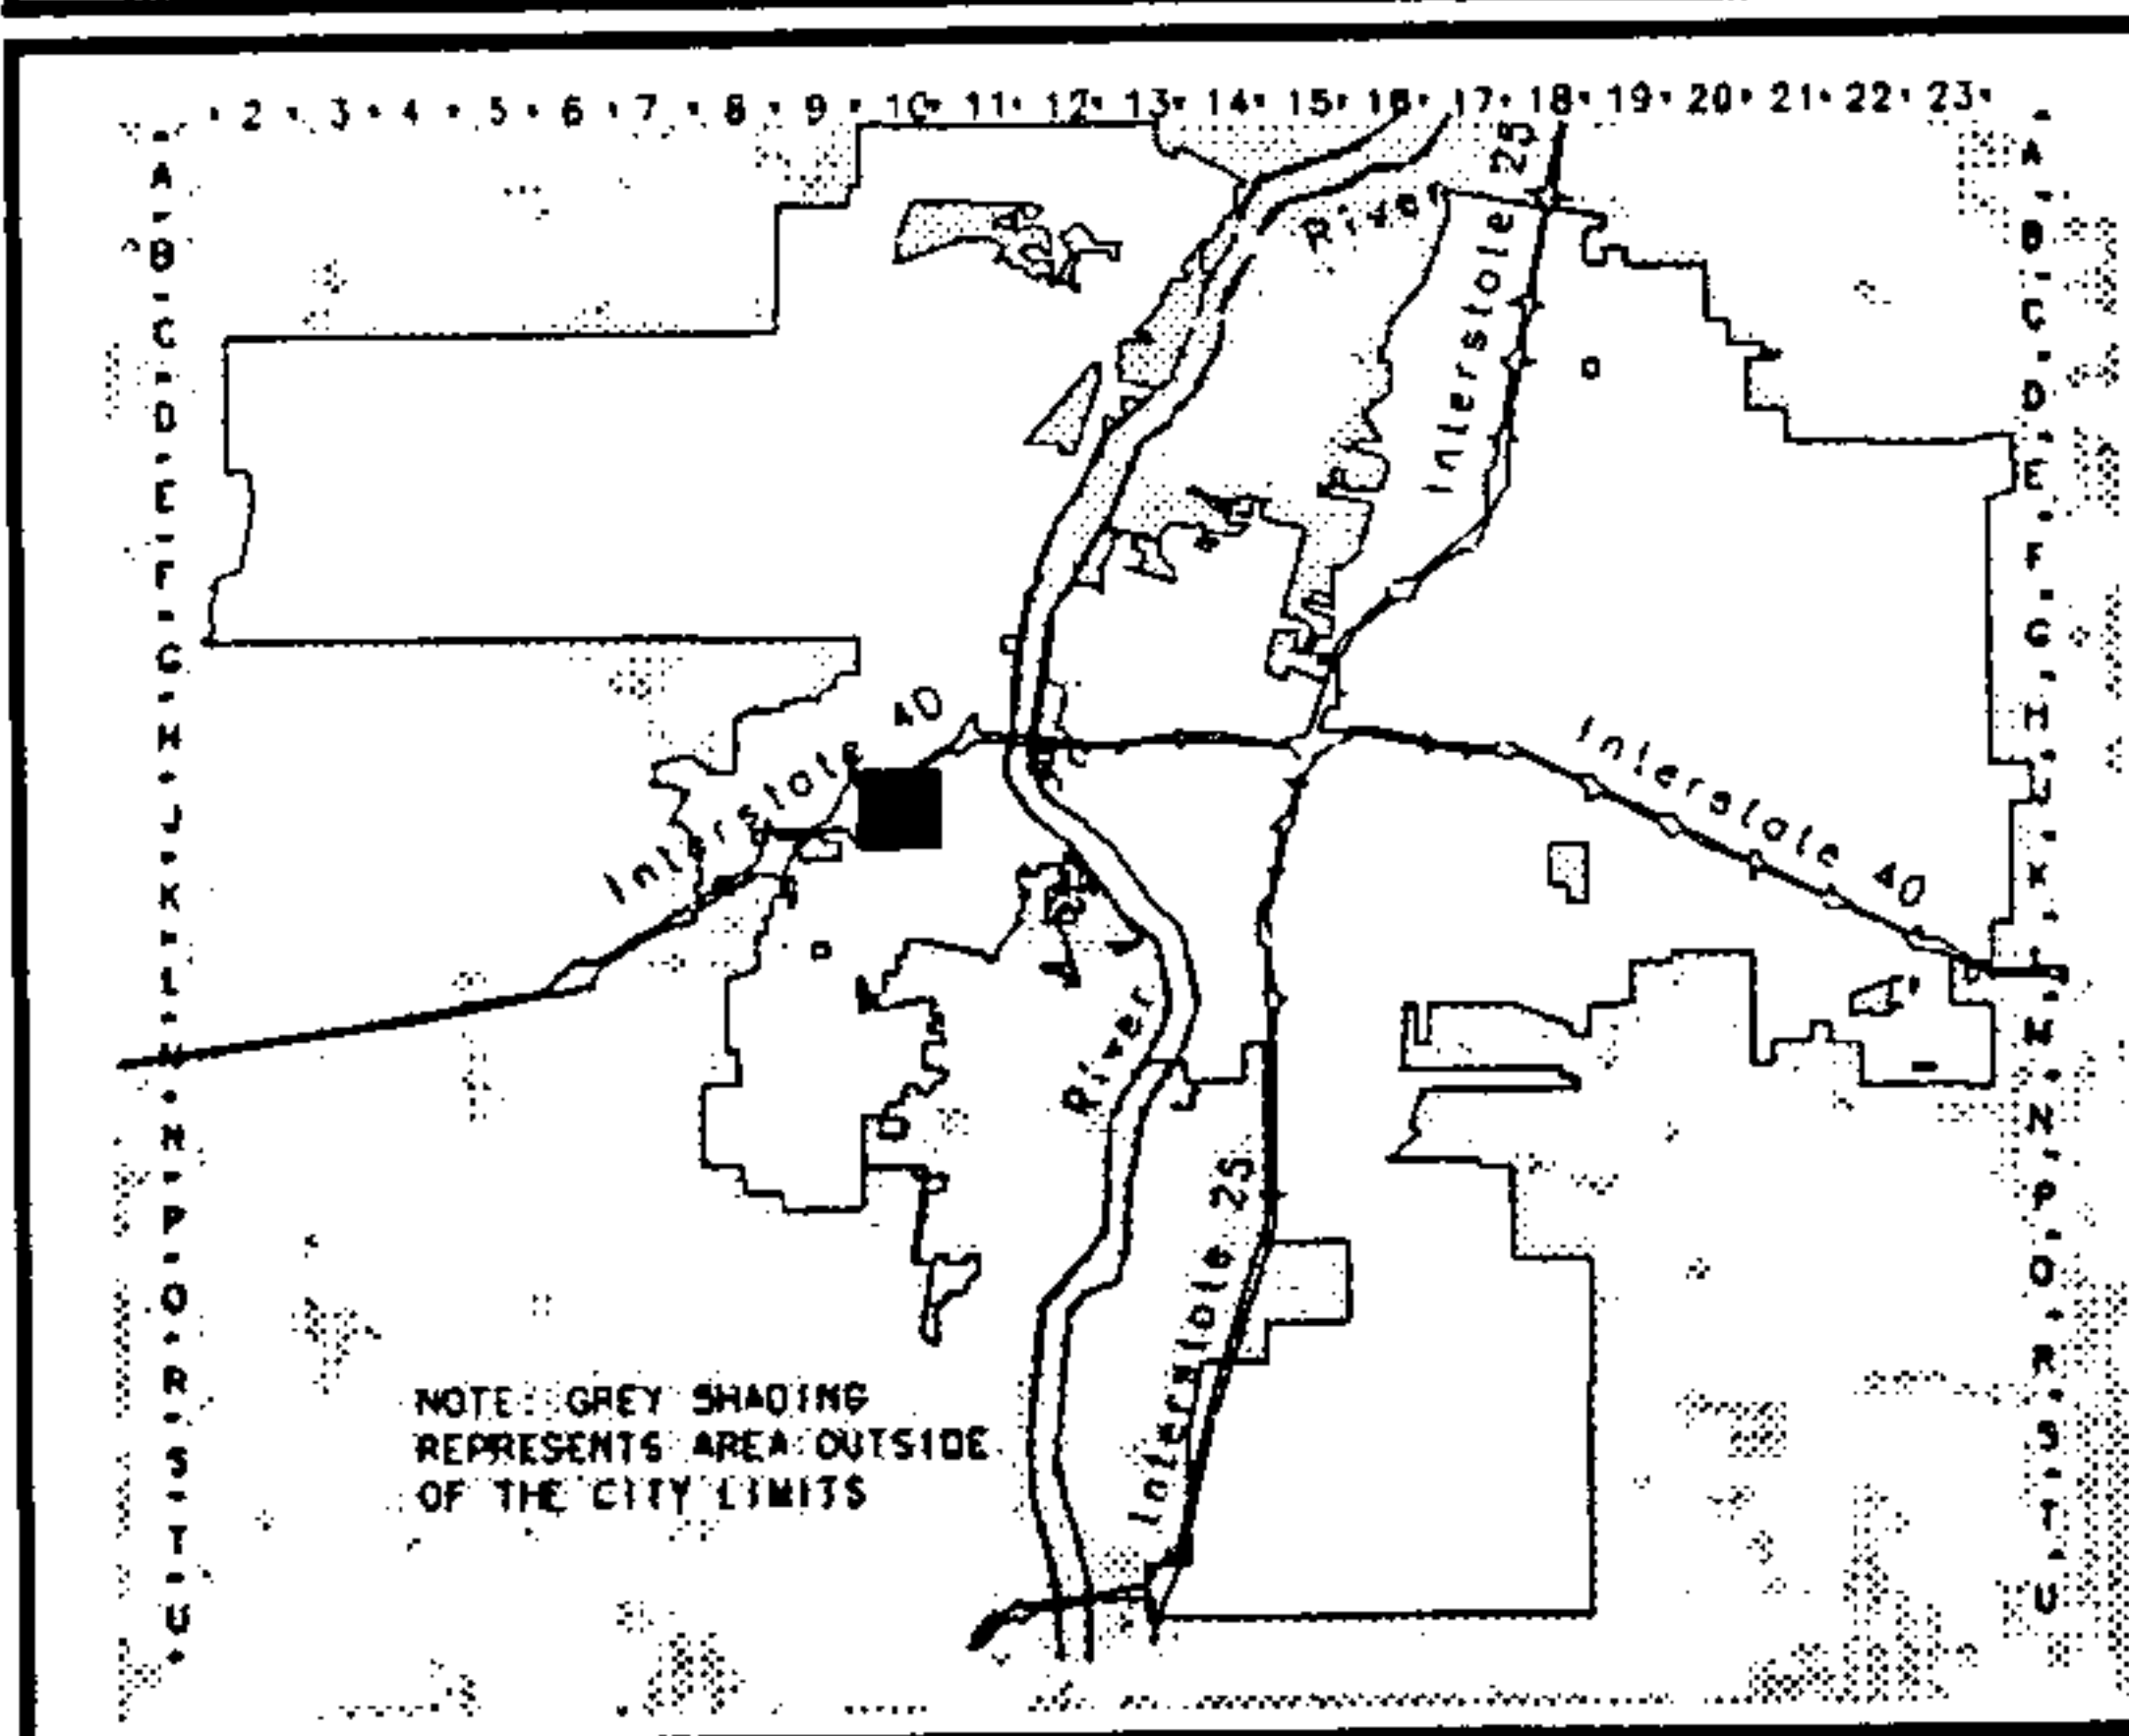 2 3 4 5 6 7 8 9 10 11 12 13 14 15 16 17 18 19 20 21 22 23
A
B
C
D
E
F
G
H
J
K
L
M
N
P
Q
R
S
T
U
A
B
C
D
E
F
G
H
J
K
L
M
N
P
Q
R
S
T
U
River
Interstate 25
Interstate 40
Interstate 40
River
Interstate 25
NOTE: GREY SHADING
REPRESENTS AREA OUTSIDE
OF THE CITY LIMITS